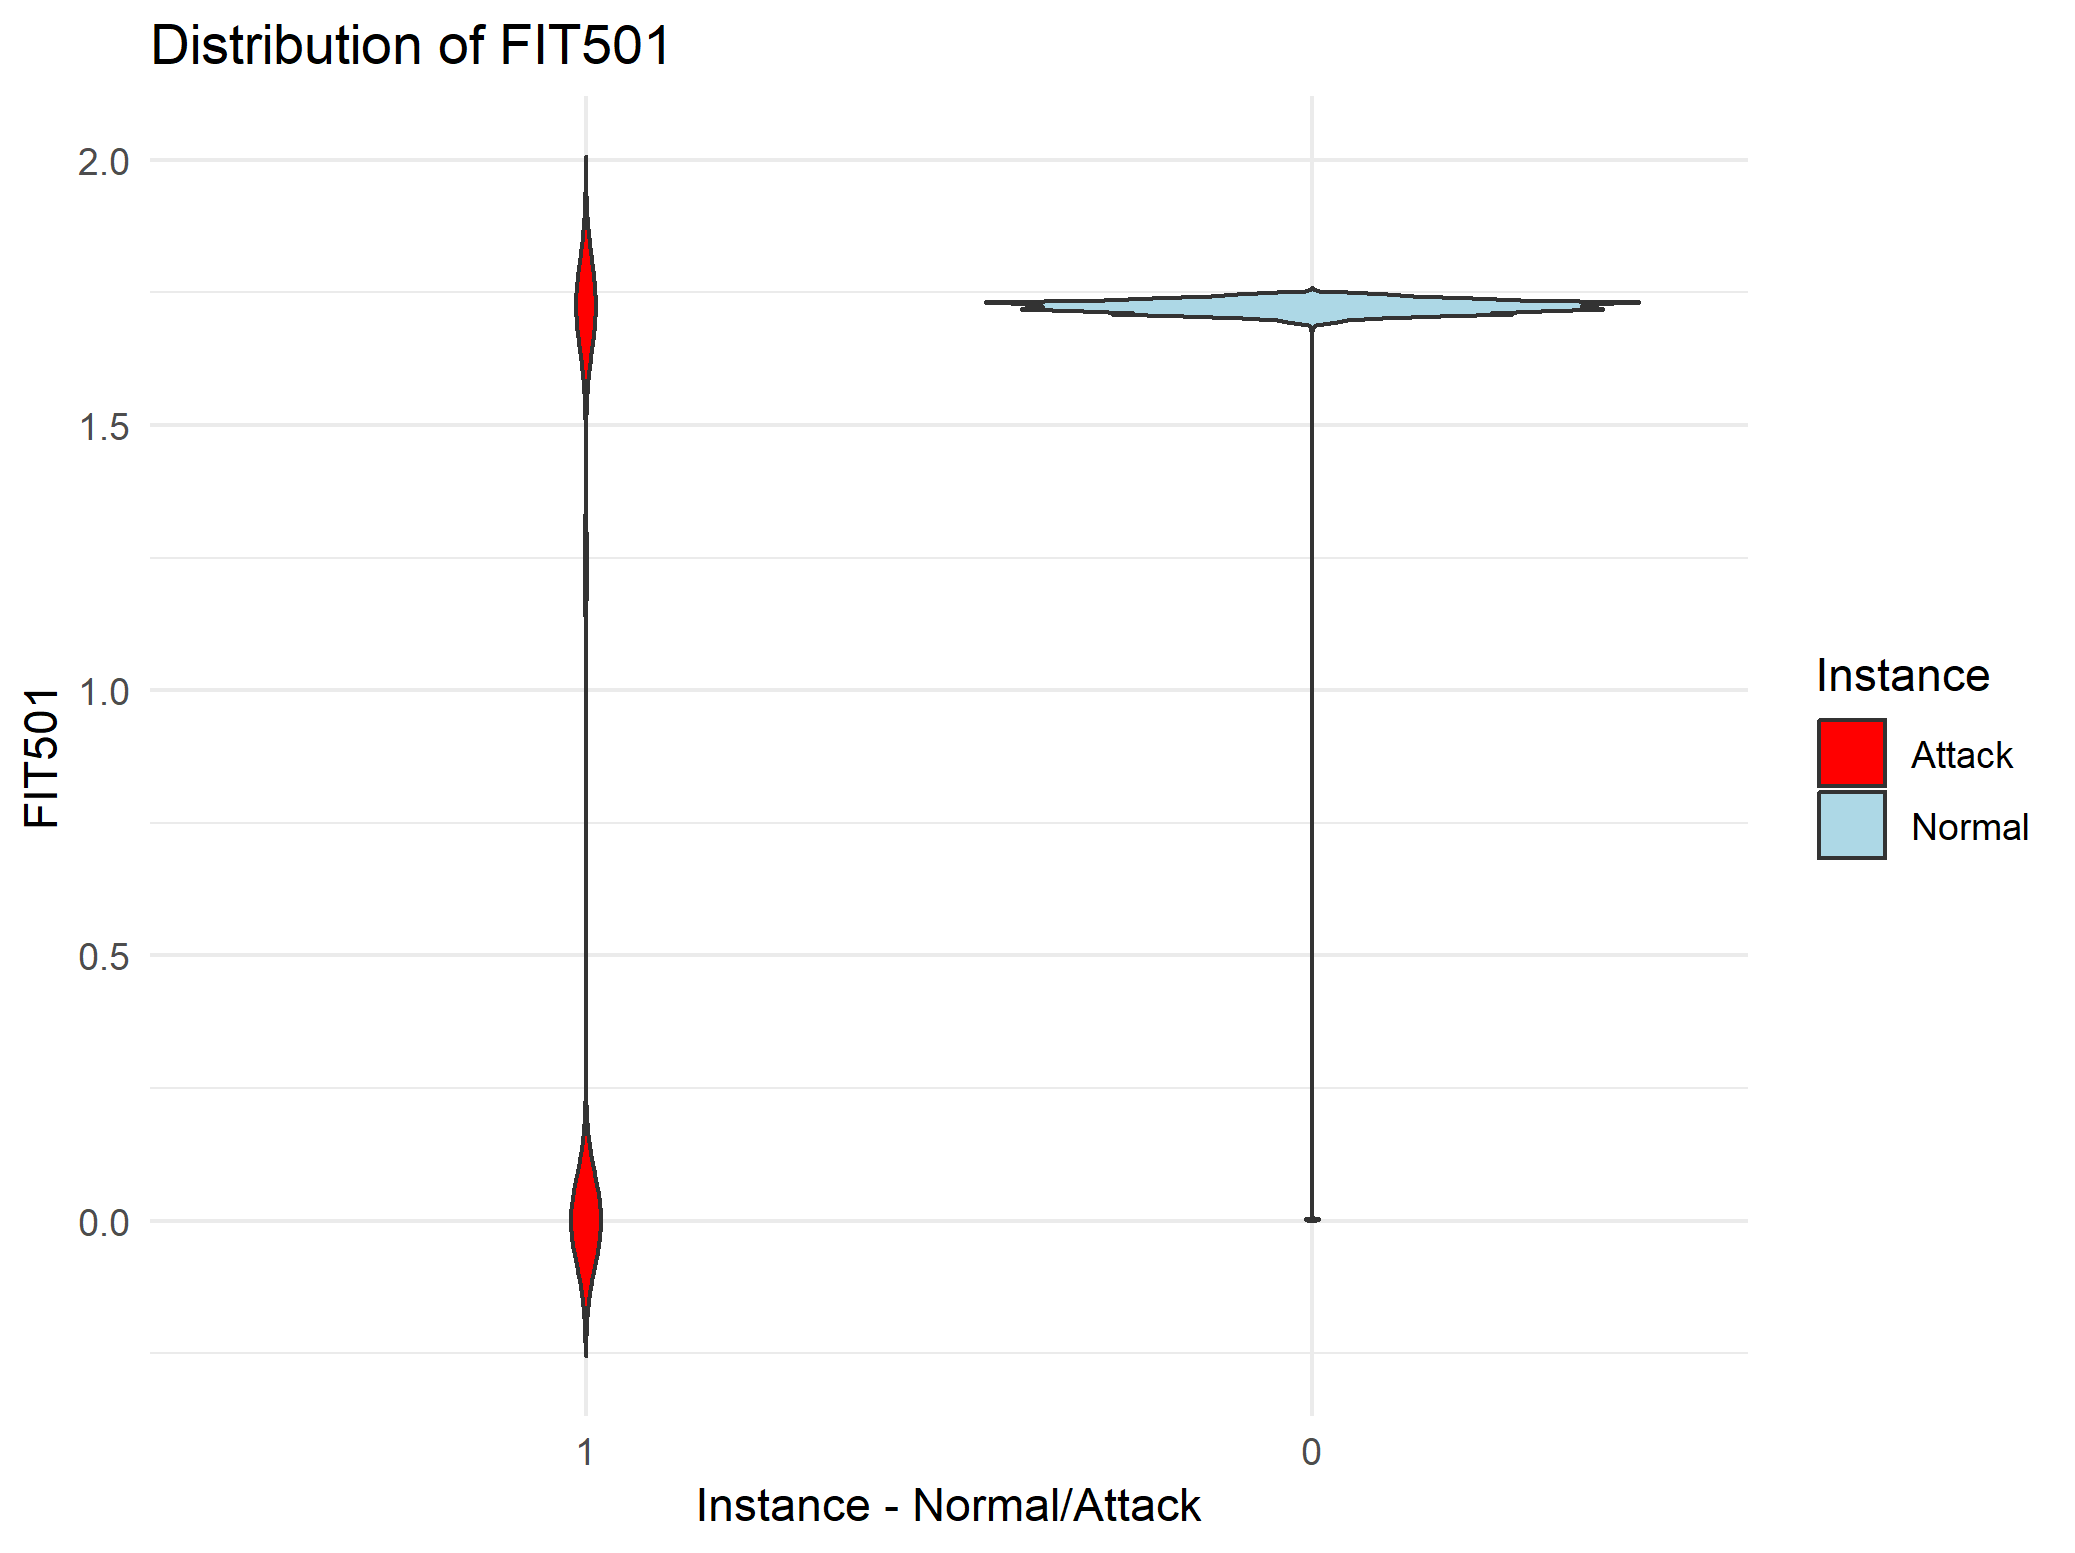 Distribution of FIT501
2.0
1.5
1.0
0.5
0.0
FIT501
1
0
Instance - Normal/Attack
Instance
Attack
Normal